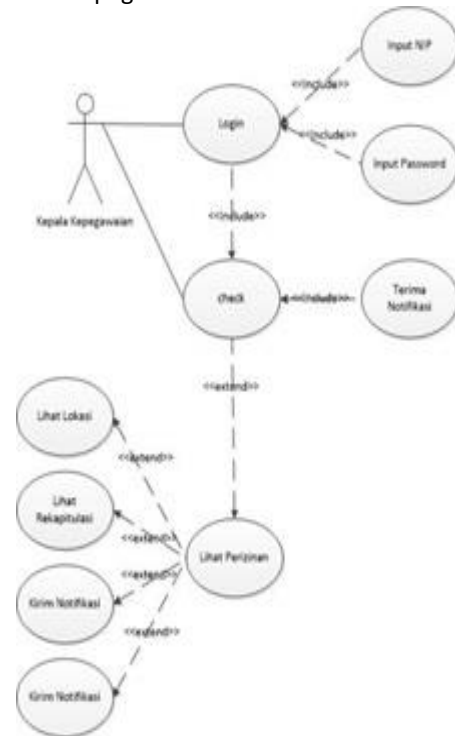 Input NIP
<<include>>
Login
<<include>>
Input Password
Kepala Kepegawaian
<<include>>
check
<<include>>
Terima
Notifikasi
<<extend>>
Lihat Lokasi
<<extend>>
Lihat
Rekapitulasi
<<extend>>
Lihat Perizinan
<<extend>>
Kirim Notifikasi
<<extend>>
Kirim Notifikasi